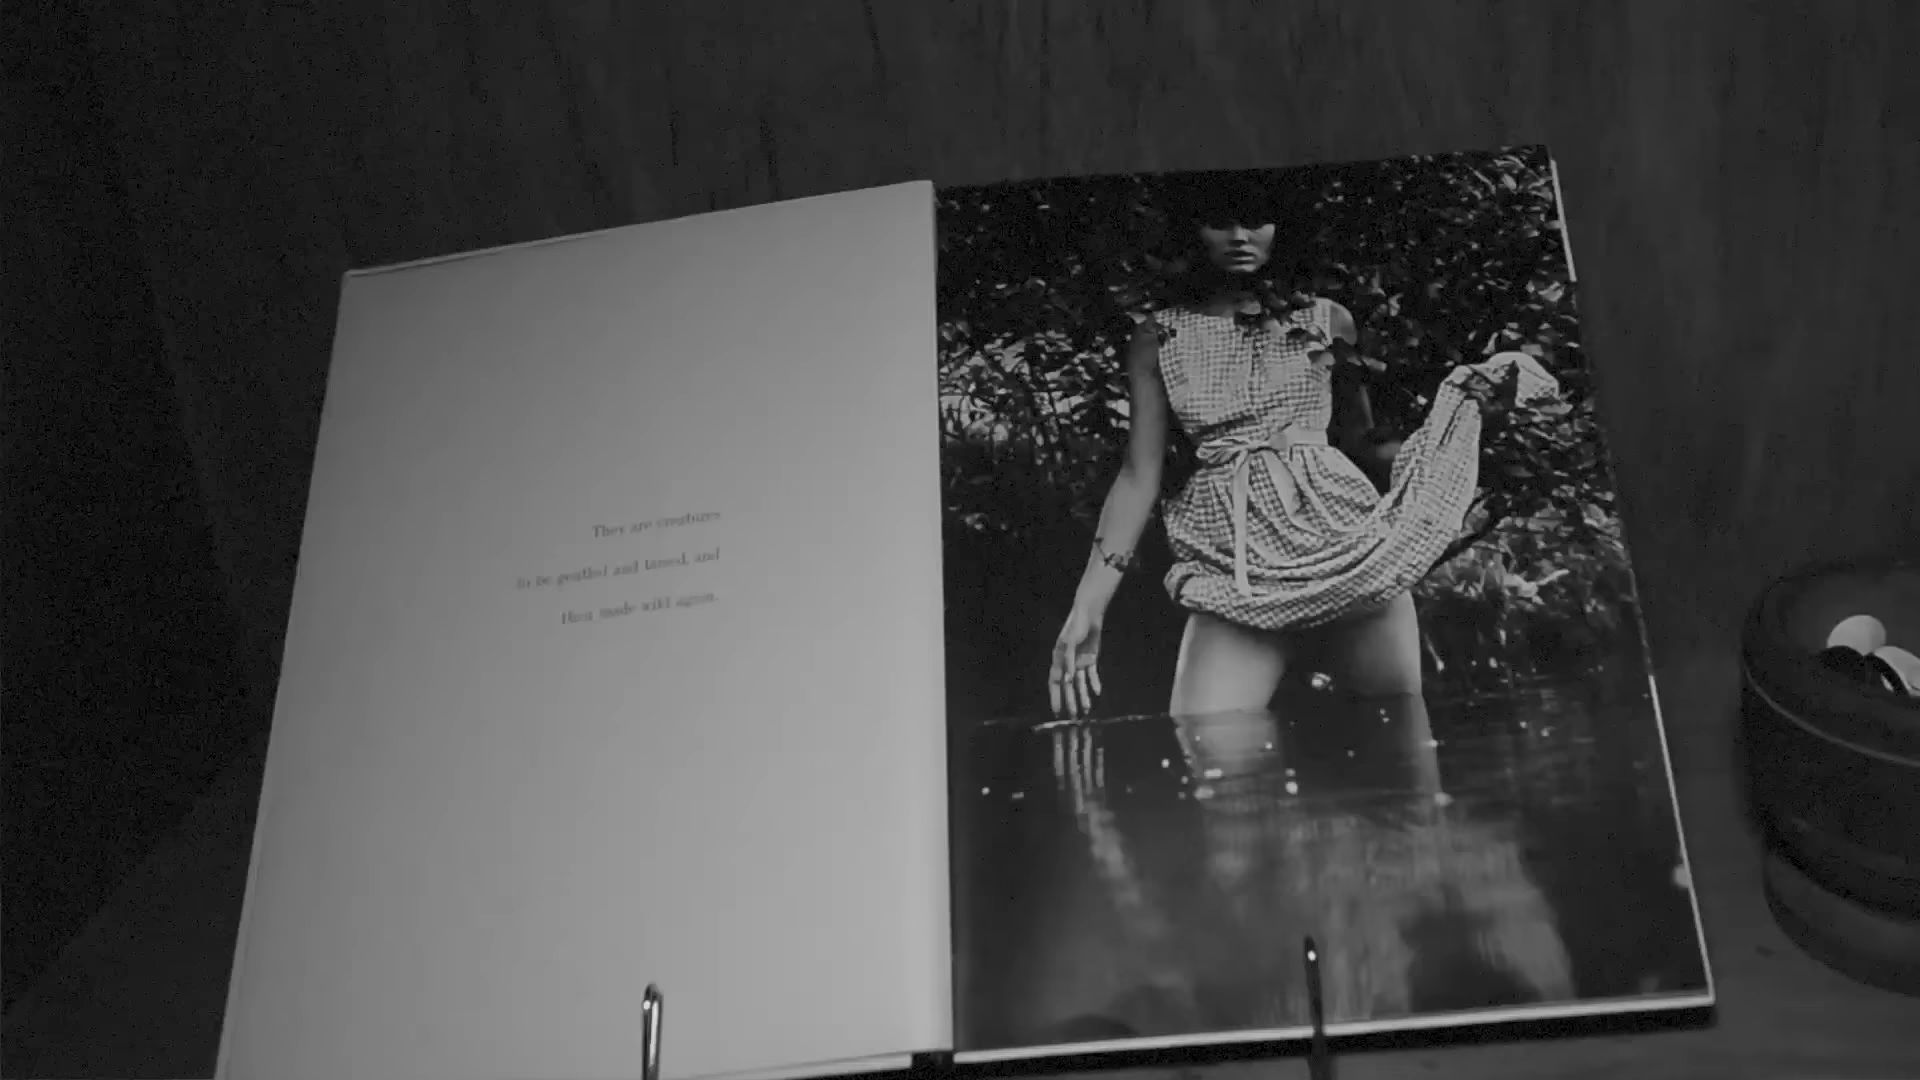 They are creatures
to be gentled and tamed, and
then made wild again.